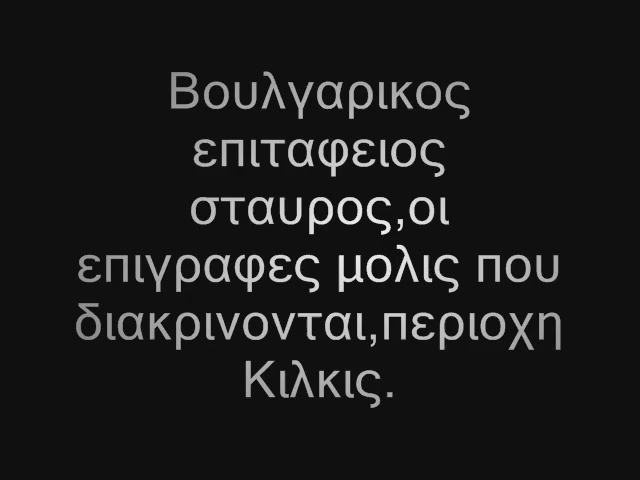 Βουλγαρικος
επιταφειος
σταυρος,οι
επιγραφες μολις που
διακρινονται,περιοχη
Κιλκις.